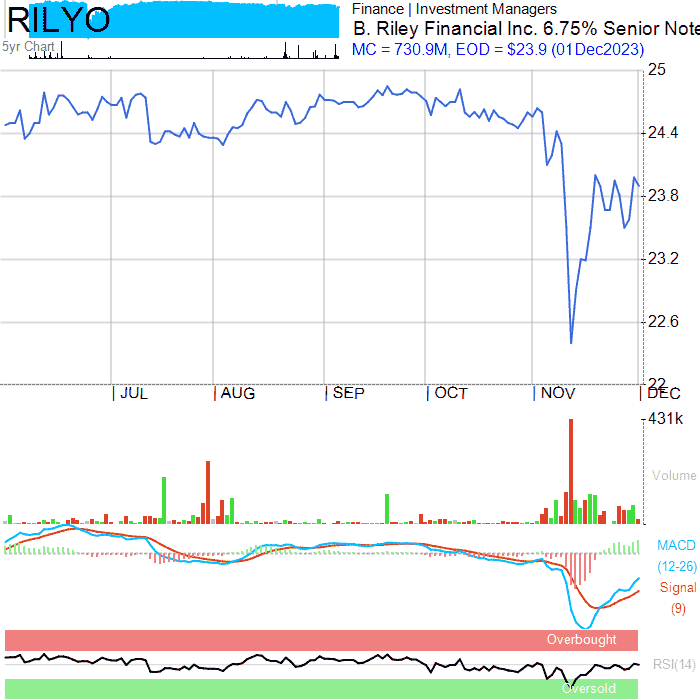 RILYO
Finance | Investment Managers
B. Riley Financial Inc. 6.75% Senior Note
5yr Chart
MC = 730.9M, EOD = $23.9 (01Dec2023)
25
24.4
23.8
23.2
22.6
22
JUL
AUG
SEP
OCT
NOV
DEC
431k
Volume
MACD
(12-26)
Signal
(9)
Overbought
RSI(14)
Oversold